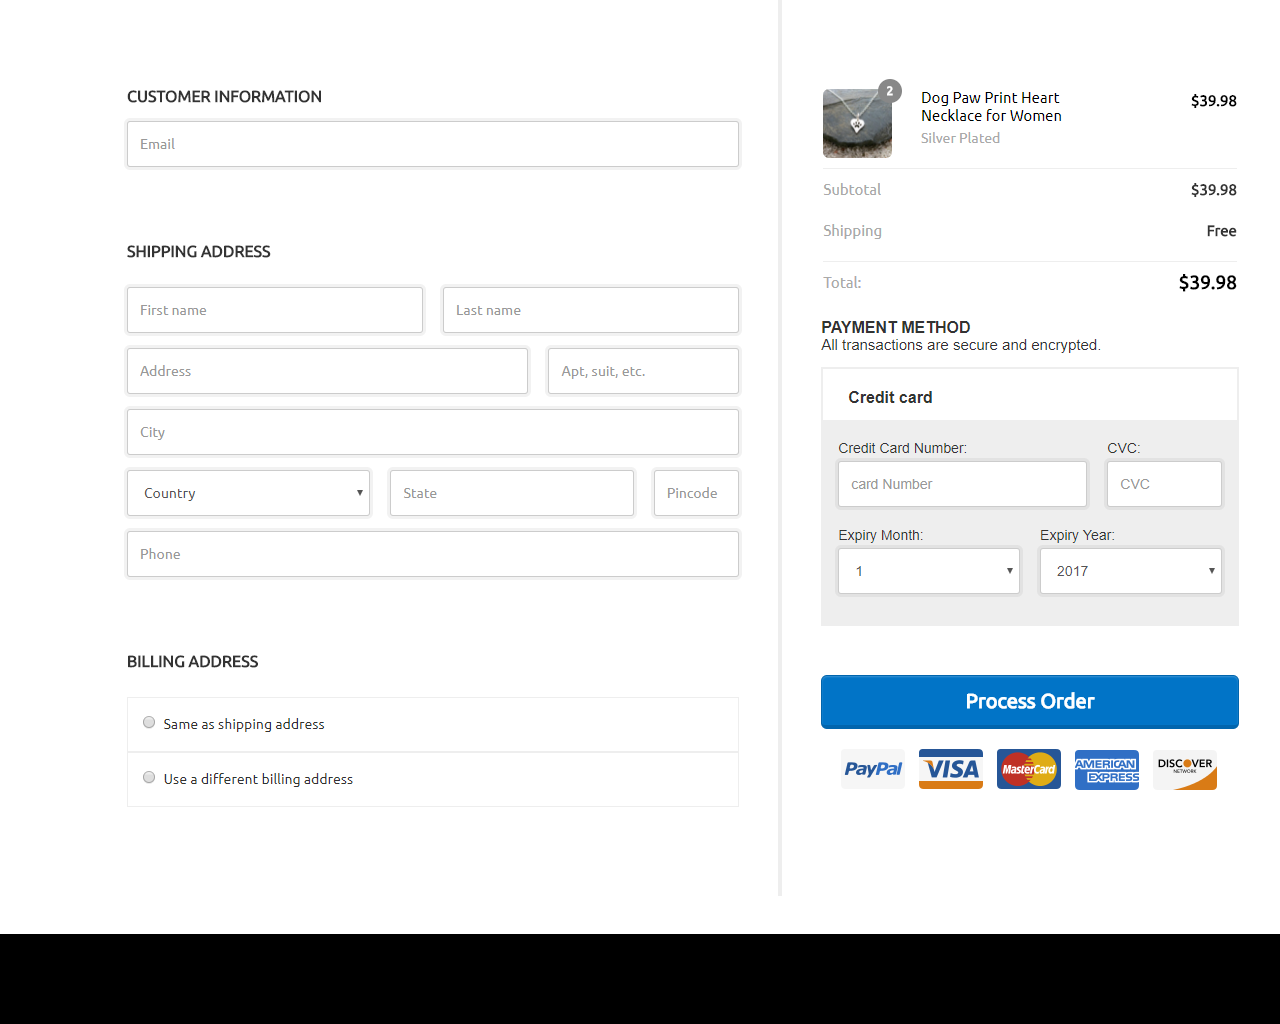 CUSTOMER INFORMATION
Email
SHIPPING ADDRESS
First name
Last name
Address
Apt, suit, etc.
City
Country
State
Pincode
Phone
BILLING ADDRESS
Same as shipping address
Use a different billing address
2
Dog Paw Print Heart
Necklace for Women
Silver Plated
$39.98
Subtotal
$39.98
Shipping
Free
Total:
$39.98
PAYMENT METHOD
All transactions are secure and encrypted.
Credit card
Credit Card Number:
CVC:
card Number
CVC
Expiry Month:
Expiry Year:
1
2017
Process Order
PayPal
VISA
MasterCard
AMERICAN
EXPRESS
DISCOVER
NETWORK